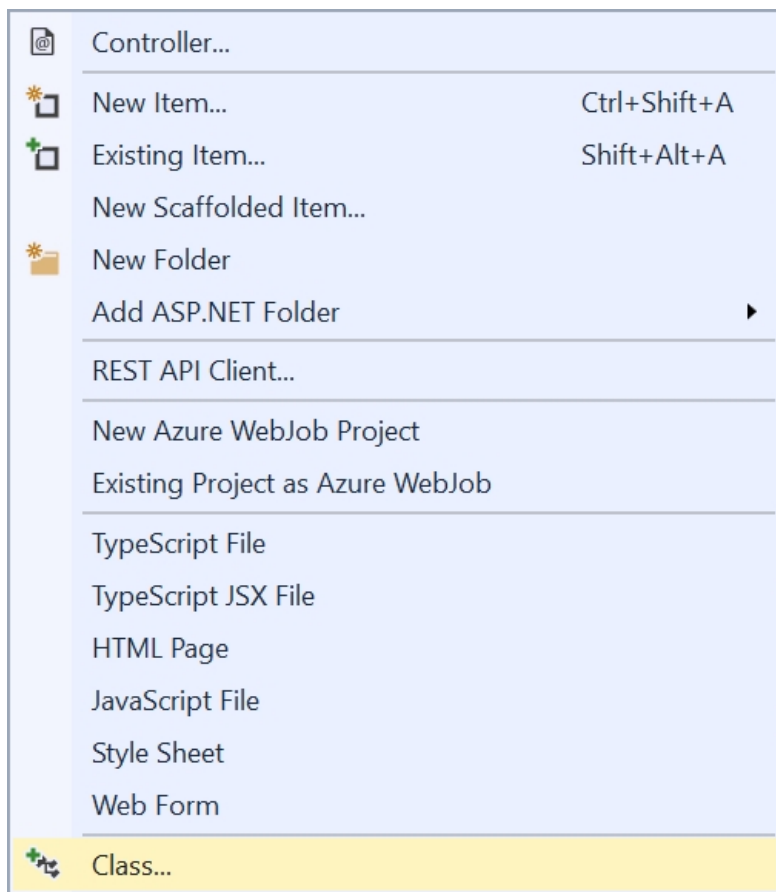 Controller...
New Item... Ctrl+Shift+A
Existing Item... Shift+Alt+A
New Scaffolded Item...
New Folder
Add ASP.NET Folder
REST API Client...
New Azure WebJob Project
Existing Project as Azure WebJob
TypeScript File
TypeScript JSX File
HTML Page
JavaScript File
Style Sheet
Web Form
Class...